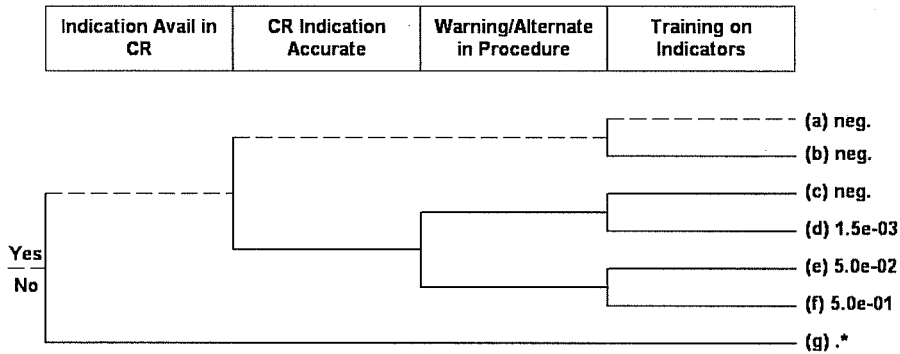 Indication Avail in CR
CR Indication Accurate
Warning/Alternate in Procedure
Training on Indicators
(a) neg.
(b) neg.
(c) neg.
(d) 1.5e-03
Yes
(e) 5.0e-02
No
(f) 5.0e-01
(g) .*